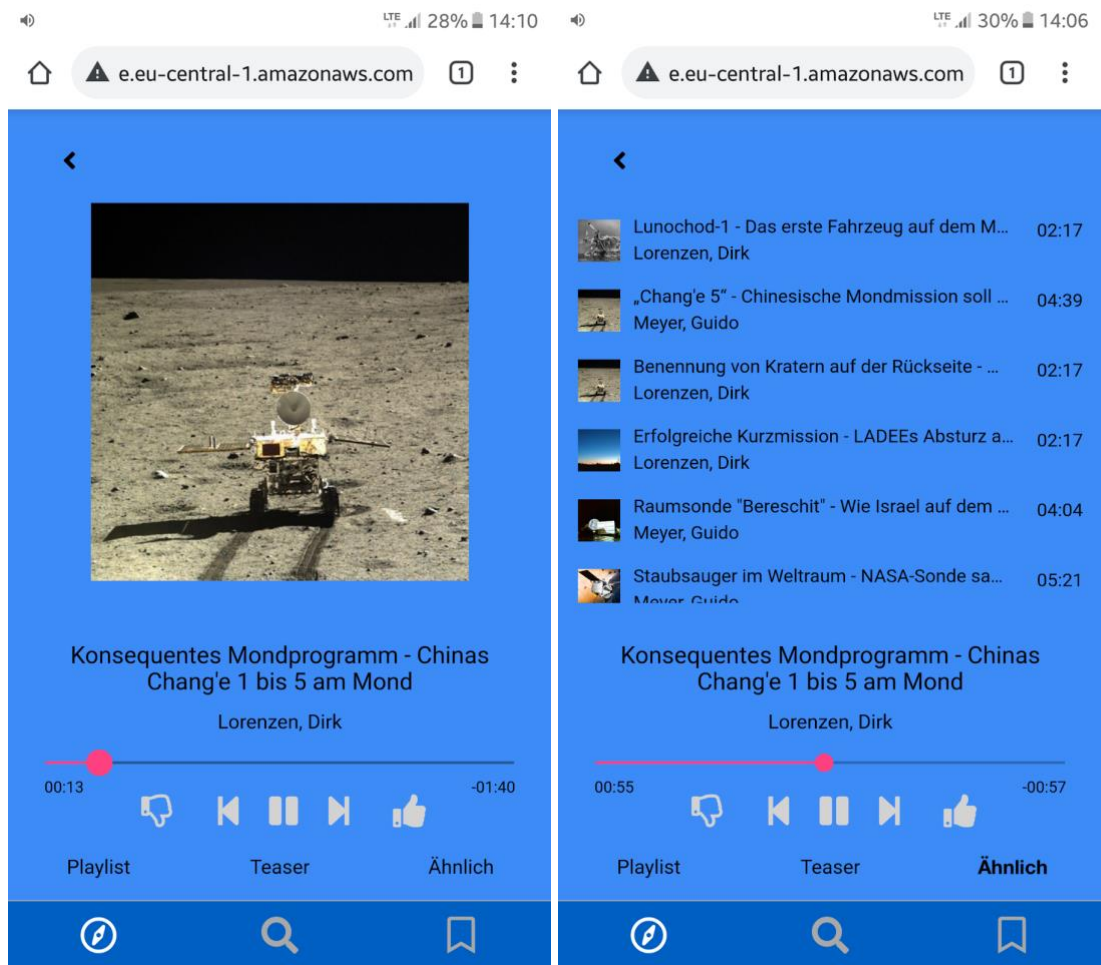 LTE 28% 14:10
e.eu-central-1.amazonaws.com 1
Konsequentes Mondprogramm - Chinas
Chang'e 1 bis 5 am Mond
Lorenzen, Dirk
00:13 -01:40
Playlist Teaser Ähnlich
LTE 30% 14:06
e.eu-central-1.amazonaws.com 1
Lunochod-1 - Das erste Fahrzeug auf dem M... 02:17
Lorenzen, Dirk
„Chang'e 5“ - Chinesische Mondmission soll ... 04:39
Meyer, Guido
Benennung von Kratern auf der Rückseite - ... 02:17
Lorenzen, Dirk
Erfolgreiche Kurzmission - LADEEs Absturz a... 02:17
Lorenzen, Dirk
Raumsonde "Bereschit" - Wie Israel auf dem ... 04:04
Meyer, Guido
Staubsauger im Weltraum - NASA-Sonde sa... 05:21
Meyer, Guido
Konsequentes Mondprogramm - Chinas
Chang'e 1 bis 5 am Mond
Lorenzen, Dirk
00:55 -00:57
Playlist Teaser Ähnlich